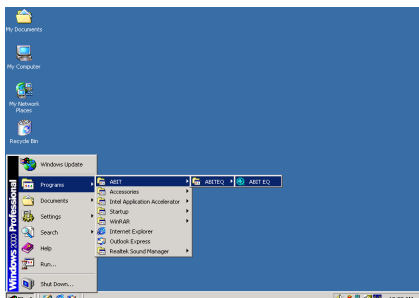 My Documents
My Computer
My Network
Places
Recycle Bin
Windows Update
Programs
Documents
Settings
Search
Help
Run...
Shut Down...
Windows 2000 Professional
ABIT
Accessories
Intel Application Accelerator
Startup
WinRAR
Internet Explorer
Outlook Express
Realtek Sound Manager
ABITEQ
ABIT EQ